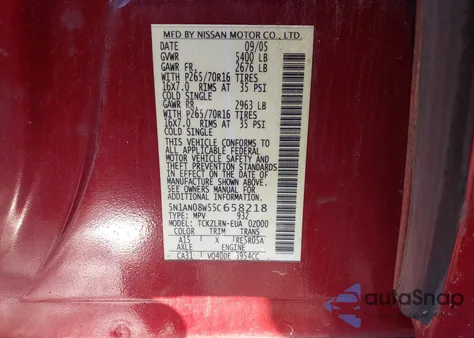 MFD BY NISSAN MOTOR CO., LTD.
DATE 09/05
GVWR 5400 LB
GAWR FR, 2676 LB
WITH P265/70R16 TIRES
16X7.0 RIMS AT 35 PSI
COLD SINGLE
GAWR RR, 2963 LB
WITH P265/70R16 TIRES
16X7.0 RIMS AT 35 PSI
COLD SINGLE
THIS VEHICLE CONFORMS TO
ALL APPLICABLE FEDERAL
MOTOR VEHICLE SAFETY AND
THEFT PREVENTION STANDARDS
IN EFFECT ON THE DATE OF
MANUFACTURE SHOWN ABOVE.
SEE OWNER'S MANUAL FOR
ADDITIONAL INFORMATION.
5N1AN08W55C658218
TYPE: MPV 932
MODEL: TCKZLRN-EUA 02000
COLOR TRIM TRANS
A15 X RE5R05A
AXLE ENGINE
CA31 VQ40DE 3954CC
autoSnap